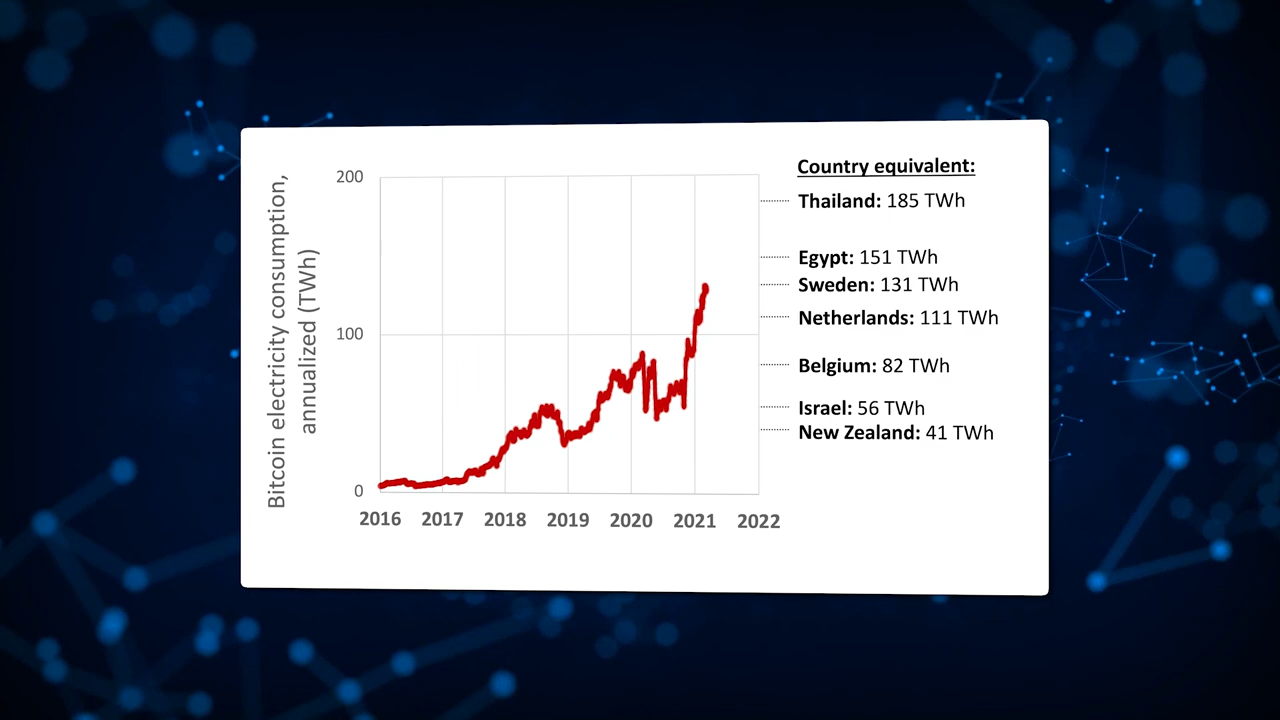 Bitcoin electricity consumption,
annualized (TWh)
200
100
0
2016 2017 2018 2019 2020 2021 2022
Country equivalent:
Thailand: 185 TWh
Egypt: 151 TWh
Sweden: 131 TWh
Netherlands: 111 TWh
Belgium: 82 TWh
Israel: 56 TWh
New Zealand: 41 TWh